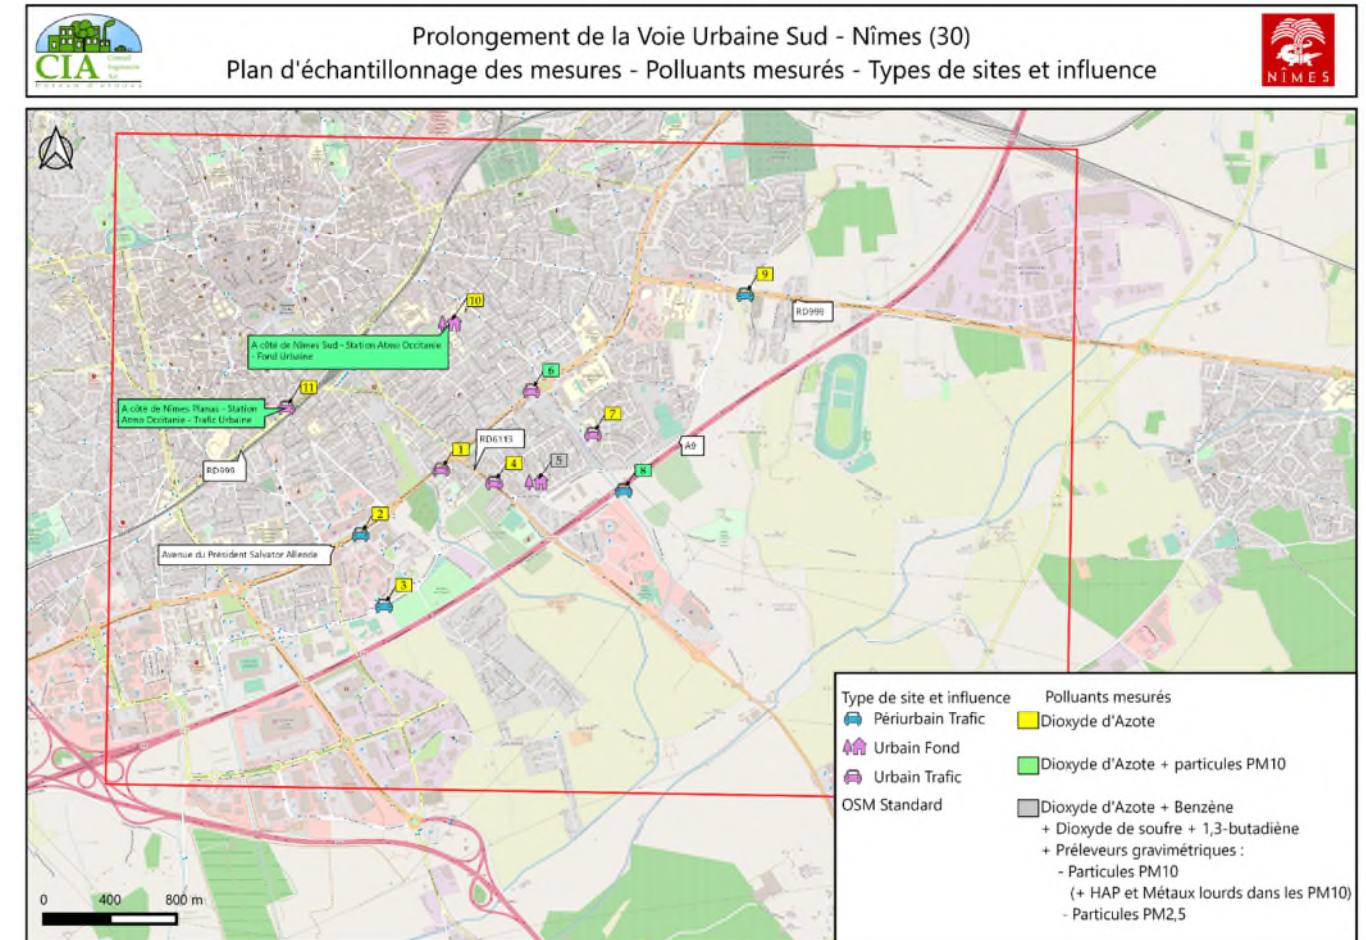 Prolongement de la Voie Urbaine Sud - Nîmes (30)
Plan d'échantillonnage des mesures - Polluants mesurés - Types de sites et influence
CIA
Conseil
Ingénierie
Air
Bureau d'études
NÎMES
9
RD999
10
A côté de Nîmes Sud - Station Atmo Occitanie
- Fond Urbaine
6
11
A côté de Nîmes Planas - Station
Atmo Occitanie - Trafic Urbaine
7
RD6113
A9
1
4
5
8
RD999
2
Avenue du Président Salvator Allende
3
Type de site et influence
Périurbain Trafic
Urbain Fond
Urbain Trafic
OSM Standard
Polluants mesurés
Dioxyde d'Azote
Dioxyde d'Azote + particules PM10
Dioxyde d'Azote + Benzène
+ Dioxyde de soufre + 1,3-butadiène
+ Préleveurs gravimétriques :
- Particules PM10
(+ HAP et Métaux lourds dans les PM10)
- Particules PM2,5
0 400 800 m